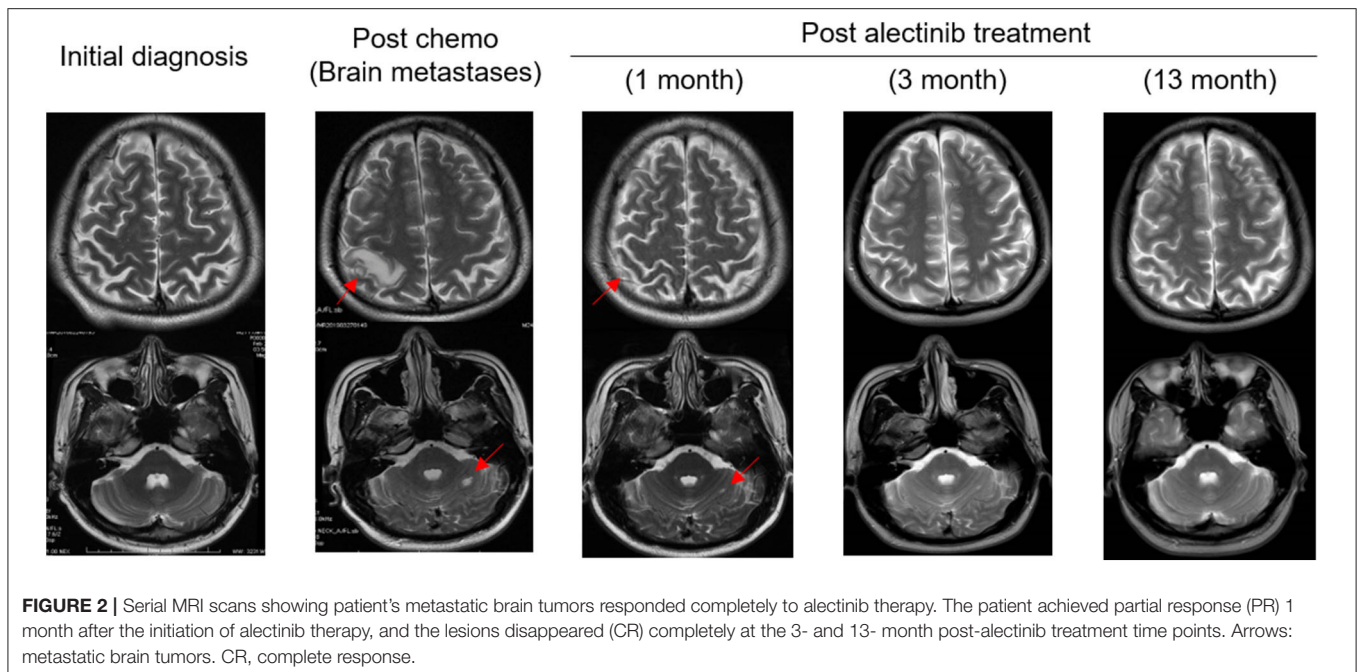 Initial diagnosis
Post chemo
(Brain metastases)
Post alectinib treatment
(1 month)
(3 month)
(13 month)
FIGURE 2 | Serial MRI scans showing patient's metastatic brain tumors responded completely to alectinib therapy. The patient achieved partial response (PR) 1
month after the initiation of alectinib therapy, and the lesions disappeared (CR) completely at the 3- and 13- month post-alectinib treatment time points. Arrows:
metastatic brain tumors. CR, complete response.